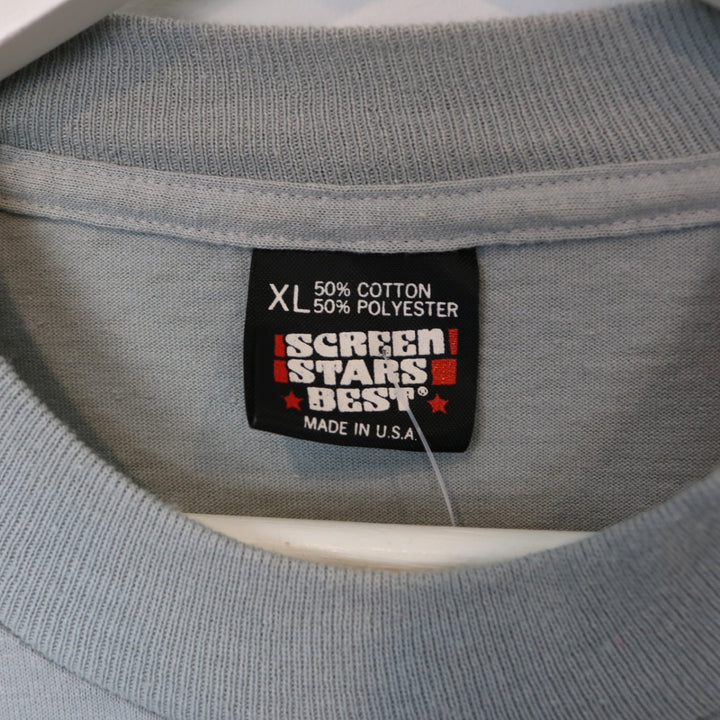 XL 50% COTTON
50% POLYESTER
SCREEN
STARS
BEST®
MADE IN U.S.A.